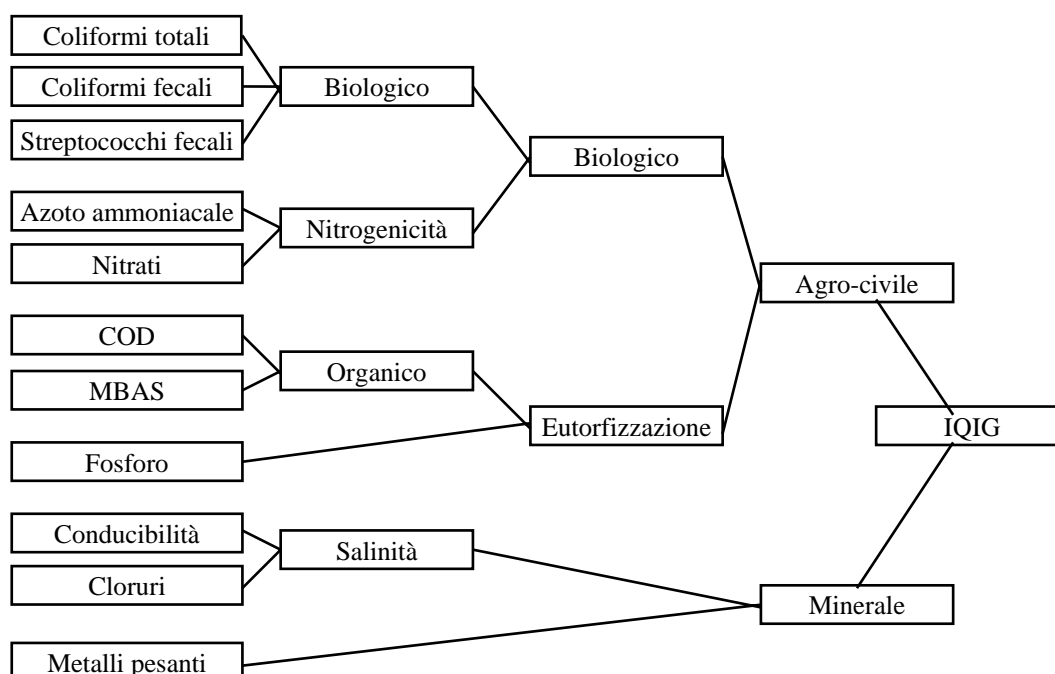 Coliformi totali
Coliformi fecali
Streptococchi fecali
Azoto ammoniacale
Nitrati
COD
MBAS
Fosforo
Conducibilità
Cloruri
Metalli pesanti
Biologico
Nitrogenicità
Organico
Salinità
Biologico
Eutorfizzazione
Agro-civile
Minerale
IQIG